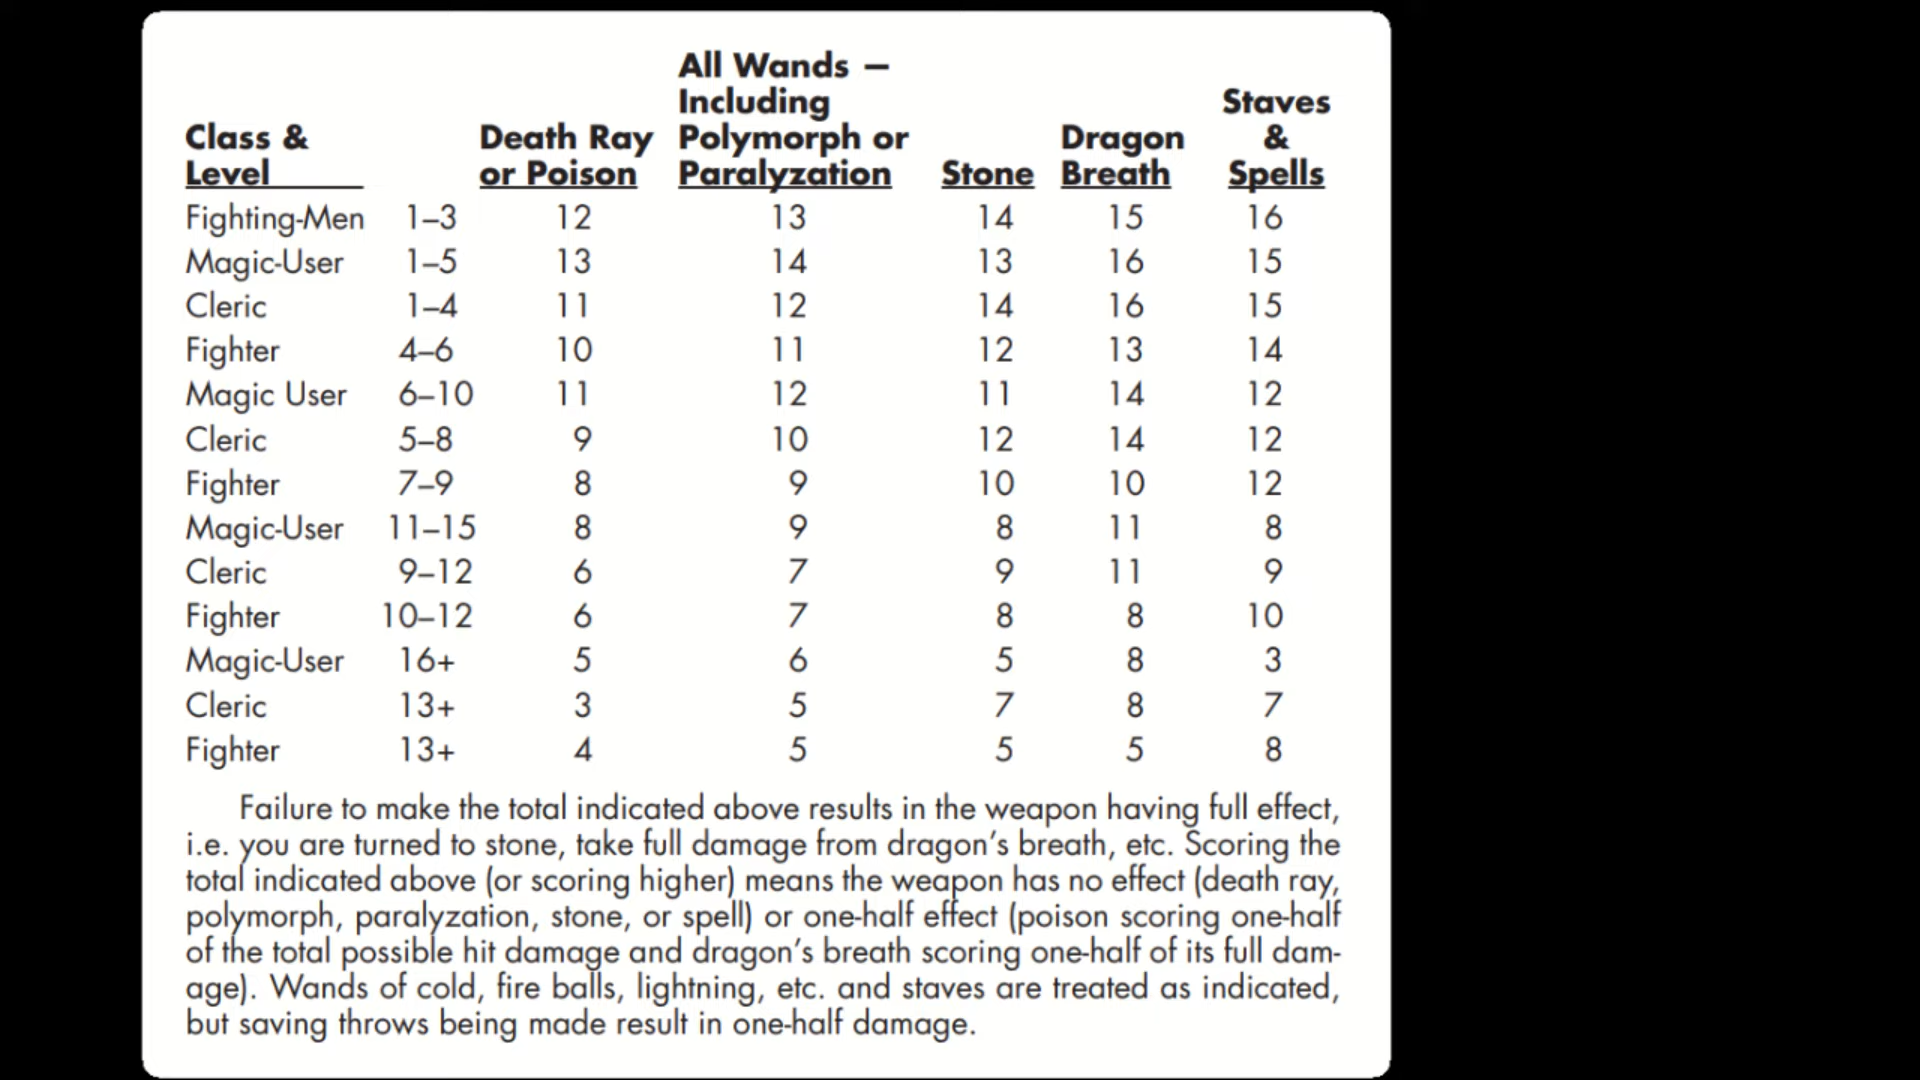 All Wands –
Including
Staves
Class & Death Ray Polymorph or Dragon &
Level or Poison Paralyzation Stone Breath Spells
Fighting-Men 1–3 12 13 14 15 16
Magic-User 1–5 13 14 13 16 15
Cleric 1–4 11 12 14 16 15
Fighter 4–6 10 11 12 13 14
Magic User 6–10 11 12 11 14 12
Cleric 5–8 9 10 12 14 12
Fighter 7–9 8 9 10 10 12
Magic-User 11–15 8 9 8 11 8
Cleric 9–12 6 7 9 11 9
Fighter 10–12 6 7 8 8 10
Magic-User 16+ 5 6 5 8 3
Cleric 13+ 3 5 7 8 7
Fighter 13+ 4 5 5 5 8
Failure to make the total indicated above results in the weapon having full effect,
i.e. you are turned to stone, take full damage from dragon’s breath, etc. Scoring the
total indicated above (or scoring higher) means the weapon has no effect (death ray,
polymorph, paralyzation, stone, or spell) or one-half effect (poison scoring one-half
of the total possible hit damage and dragon’s breath scoring one-half of its full dam-
age). Wands of cold, fire balls, lightning, etc. and staves are treated as indicated,
but saving throws being made result in one-half damage.